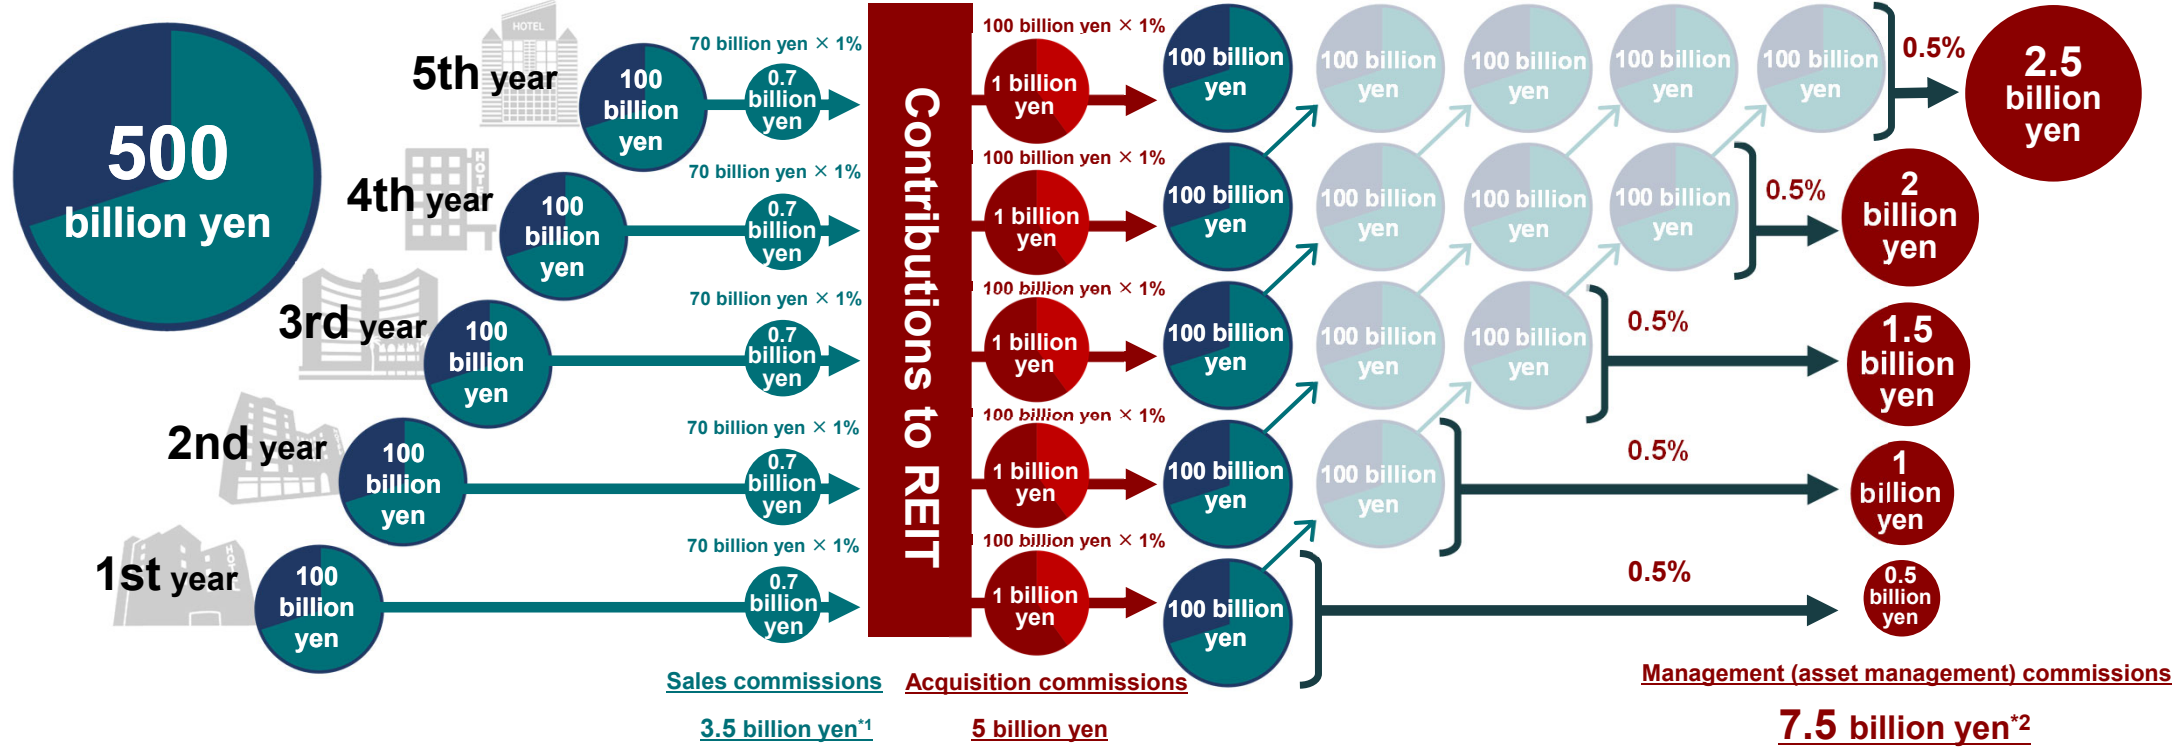 500
billion yen
HOTEL
5th year
100
billion
yen
70 billion yen × 1%
0.7
billion
yen
100 billion yen × 1%
1 billion
yen
100 billion
yen
100 billion
yen
100 billion
yen
100 billion
yen
100 billion
yen
0.5%
2.5
billion
yen
HOTEL
4th year
100
billion
yen
70 billion yen × 1%
0.7
billion
yen
100 billion yen × 1%
1 billion
yen
100 billion
yen
100 billion
yen
100 billion
yen
100 billion
yen
0.5%
2
billion
yen
3rd year
100
billion
yen
70 billion yen × 1%
0.7
billion
yen
100 billion yen × 1%
1 billion
yen
100 billion
yen
100 billion
yen
100 billion
yen
0.5%
1.5
billion
yen
2nd year
100
billion
yen
70 billion yen × 1%
0.7
billion
yen
100 billion yen × 1%
1 billion
yen
100 billion
yen
100 billion
yen
0.5%
1
billion
yen
HOTEL
1st year
100
billion
yen
70 billion yen × 1%
0.7
billion
yen
100 billion yen × 1%
1 billion
yen
100 billion
yen
0.5%
0.5
billion
yen
Contributions to REIT
Sales commissions
3.5 billion yen*1
Acquisition commissions
5 billion yen
Management (asset management) commissions
7.5 billion yen*2